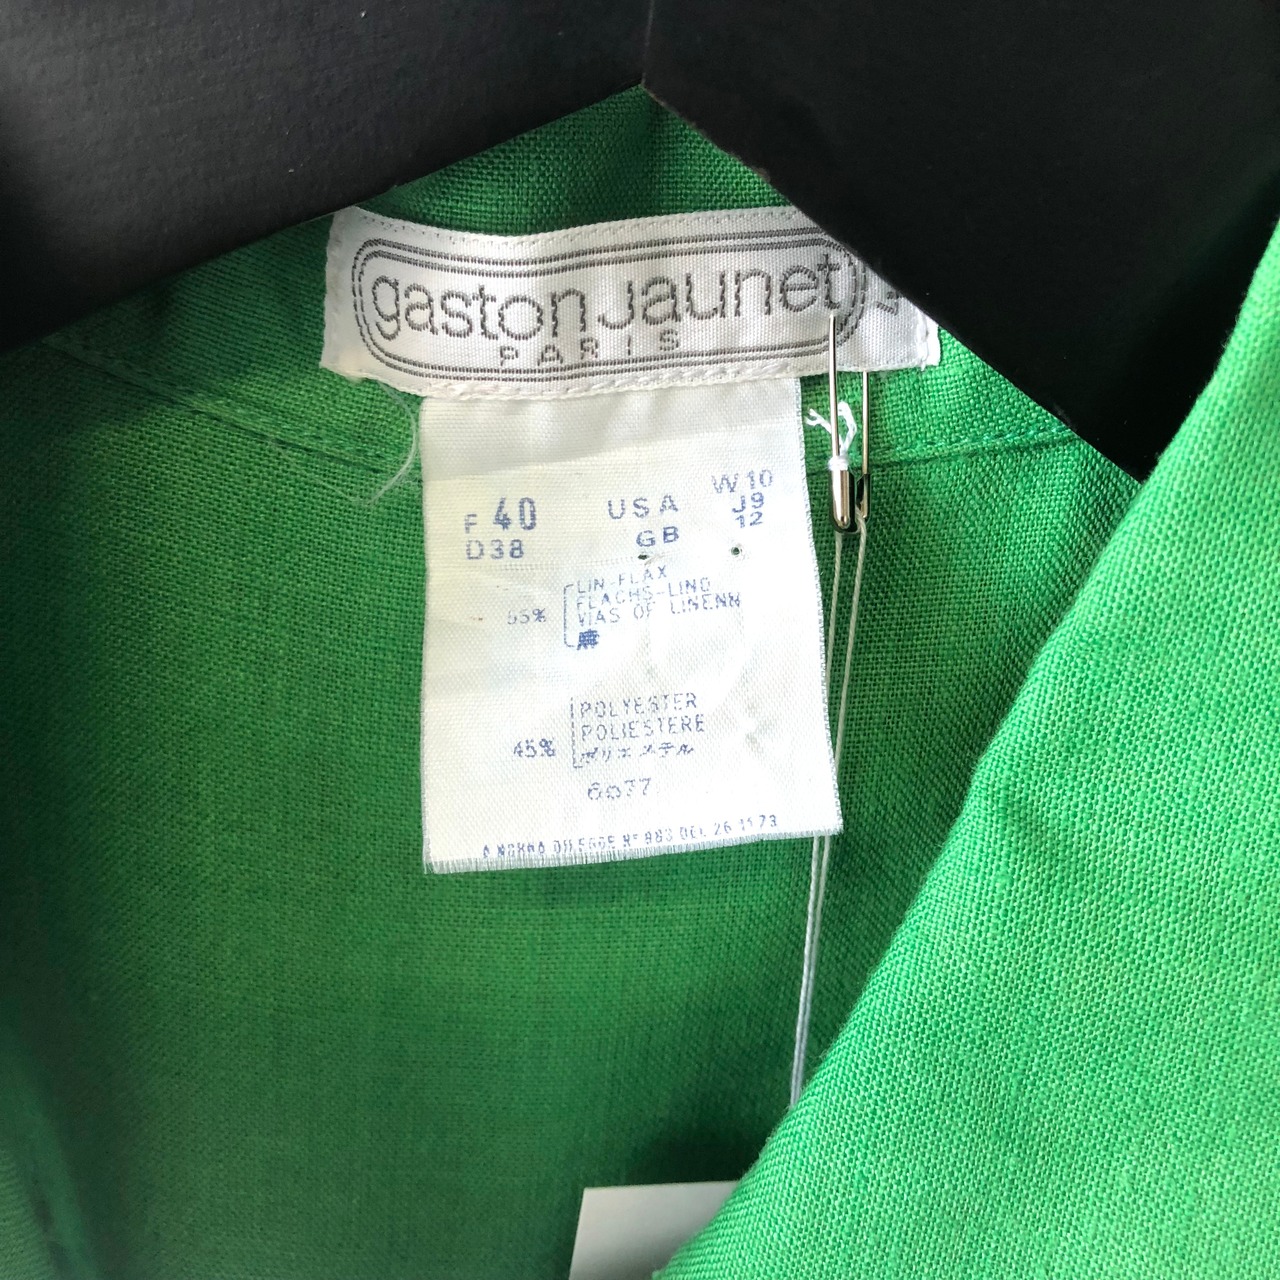 gaston jaunet
PARIS
F 40 USA W10
J9
D38 GB 12
LIN-FLAX
FLACHS-LINO
55%
麻
POLYESTER
POLIESTERE
45% ポリエステル
6077